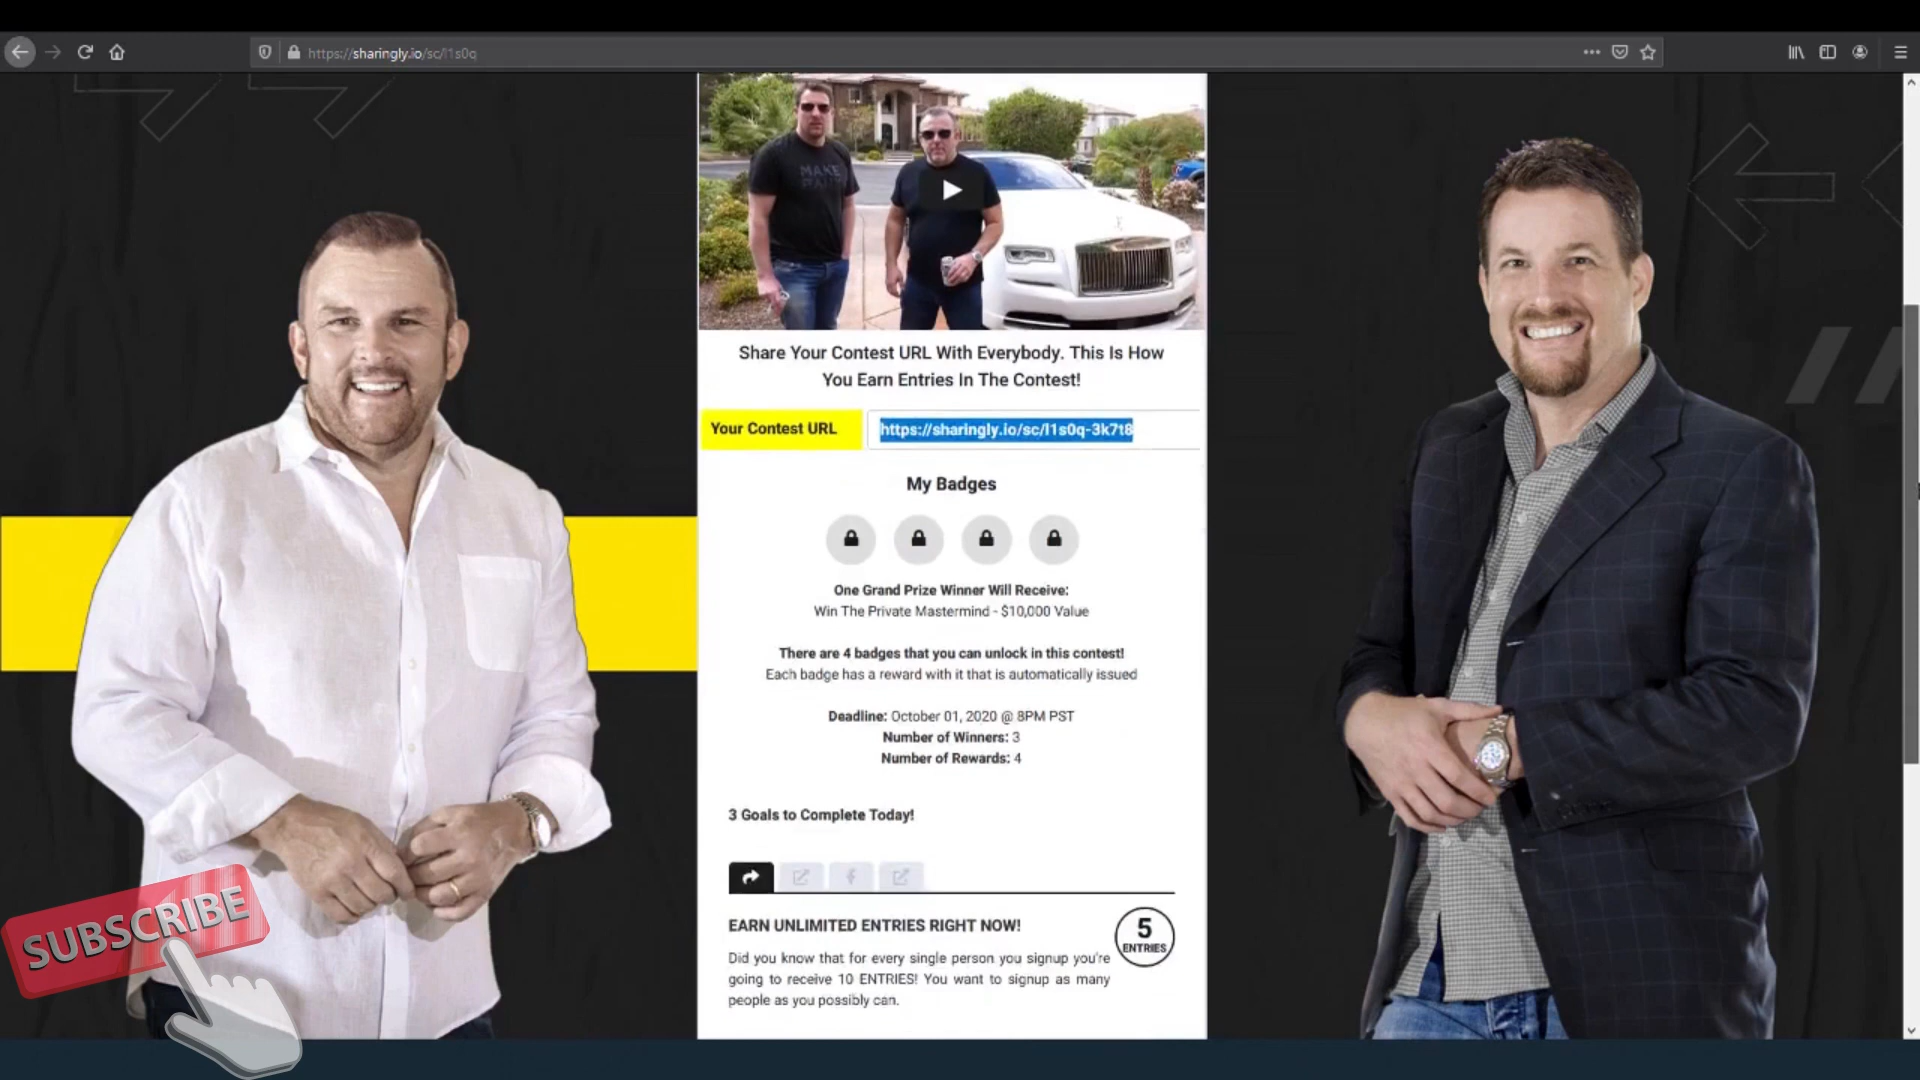 https://sharingly.io/sc/l1s0q
MAKE
Share Your Contest URL With Everybody. This Is How
You Earn Entries In The Contest!
Your Contest URL
https://sharingly.io/sc/l1s0q-3k7t8
My Badges
One Grand Prize Winner Will Receive:
Win The Private Mastermind - $10,000 Value
There are 4 badges that you can unlock in this contest!
Each badge has a reward with it that is automatically issued
Deadline: October 01, 2020 @ 8PM PST
Number of Winners: 3
Number of Rewards: 4
3 Goals to Complete Today!
EARN UNLIMITED ENTRIES RIGHT NOW!
5
ENTRIES
Did you know that for every single person you signup you're
going to receive 10 ENTRIES! You want to signup as many
people as you possibly can.
SUBSCRIBE